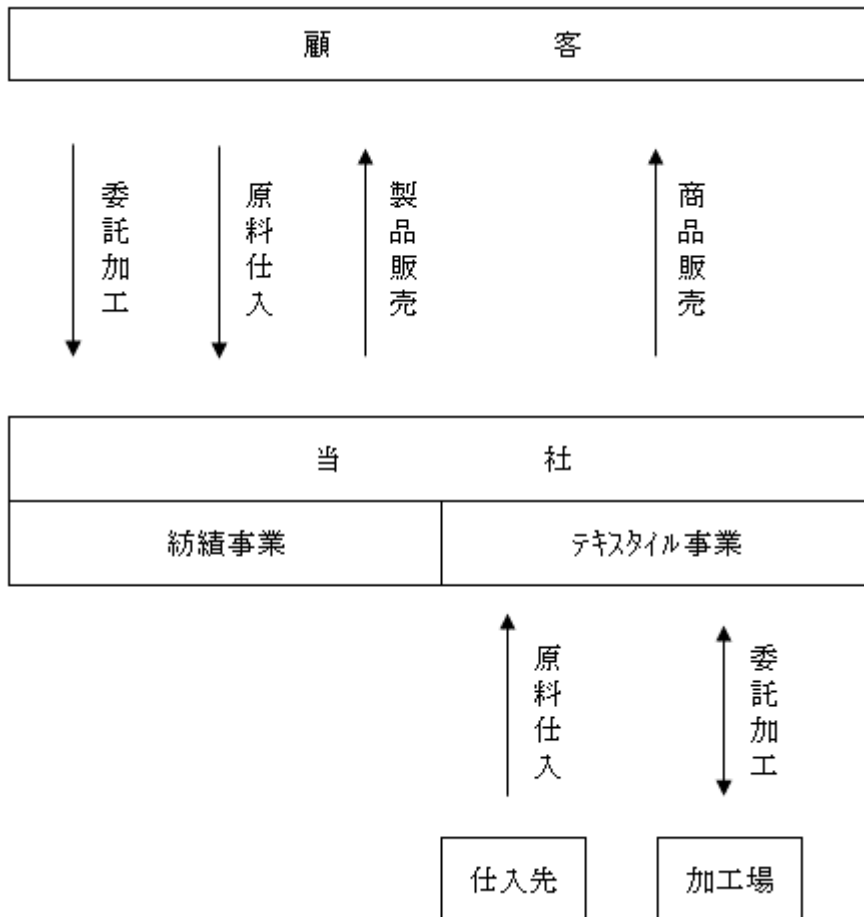 顧　客
委託加工
原料仕入
製品販売
商品販売
当　社
紡績事業
テキスタイル事業
原料仕入
委託加工
仕入先
加工場